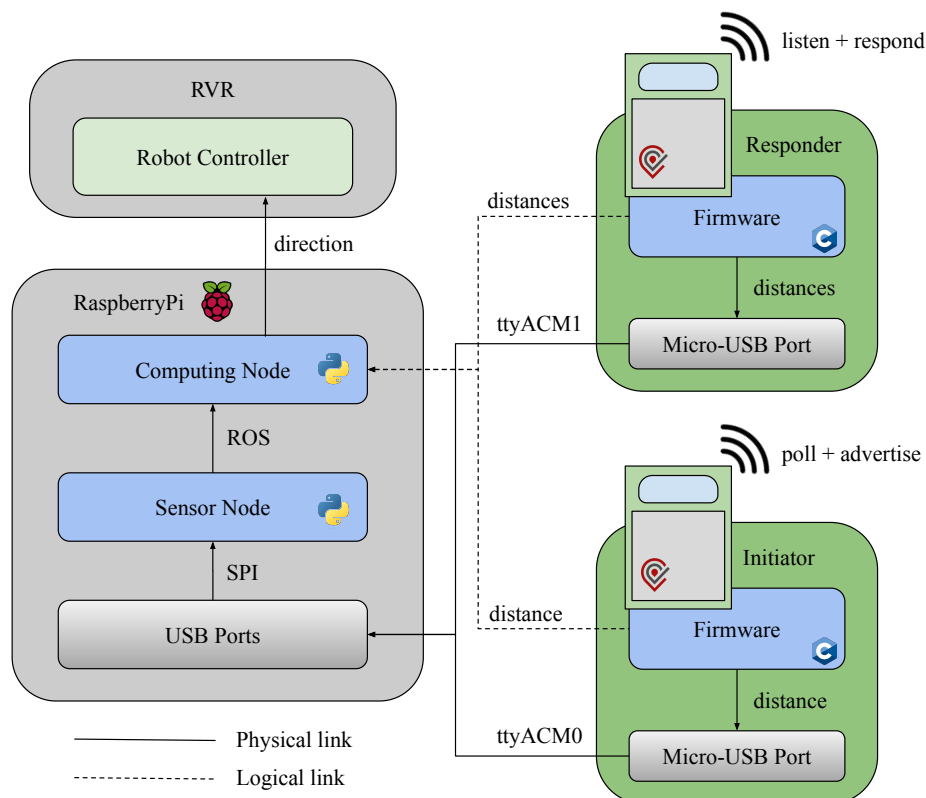 listen + respond
RVR
Robot Controller
Responder
distances
Firmware
C
direction
distances
RaspberryPi
ttyACM1
Micro-USB Port
Computing Node
ROS
poll + advertise
Sensor Node
Initiator
SPI
distance
Firmware
C
USB Ports
distance
Physical link
ttyACM0
Micro-USB Port
Logical link